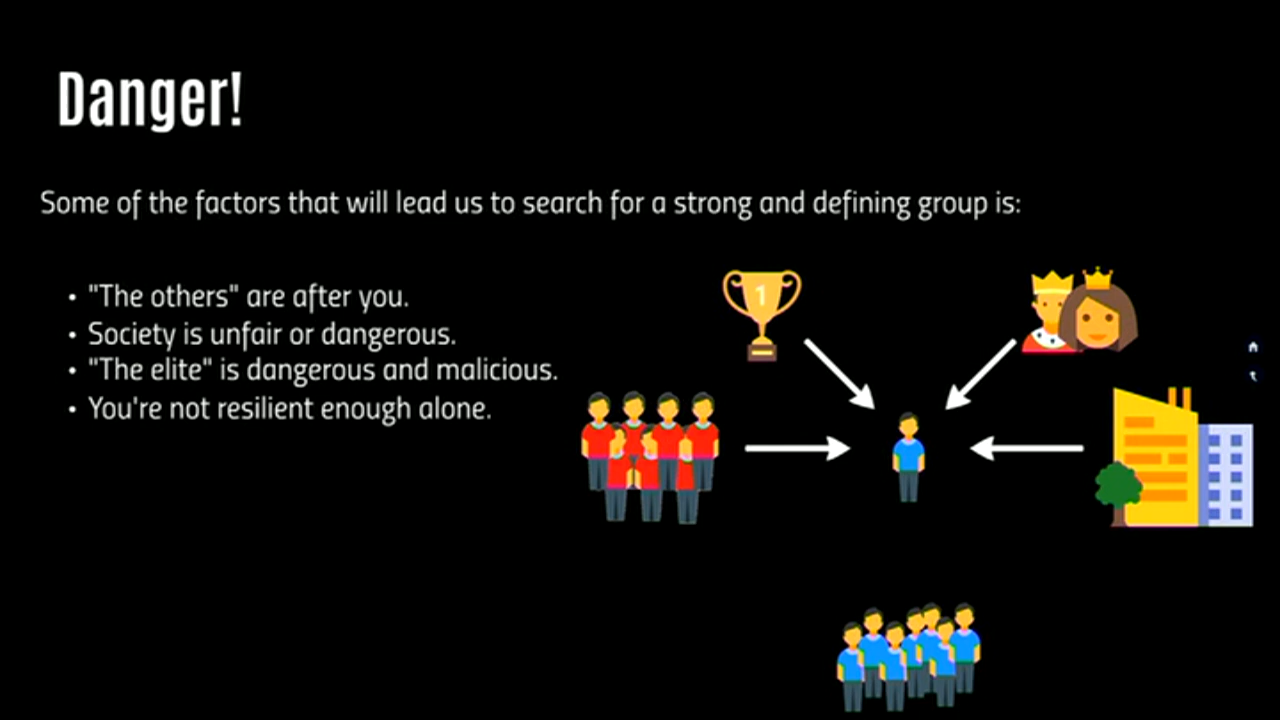 Danger!
Some of the factors that will lead us to search for a strong and defining group is:
• "The others" are after you.
• Society is unfair or dangerous.
• "The elite" is dangerous and malicious.
• You're not resilient enough alone.
1